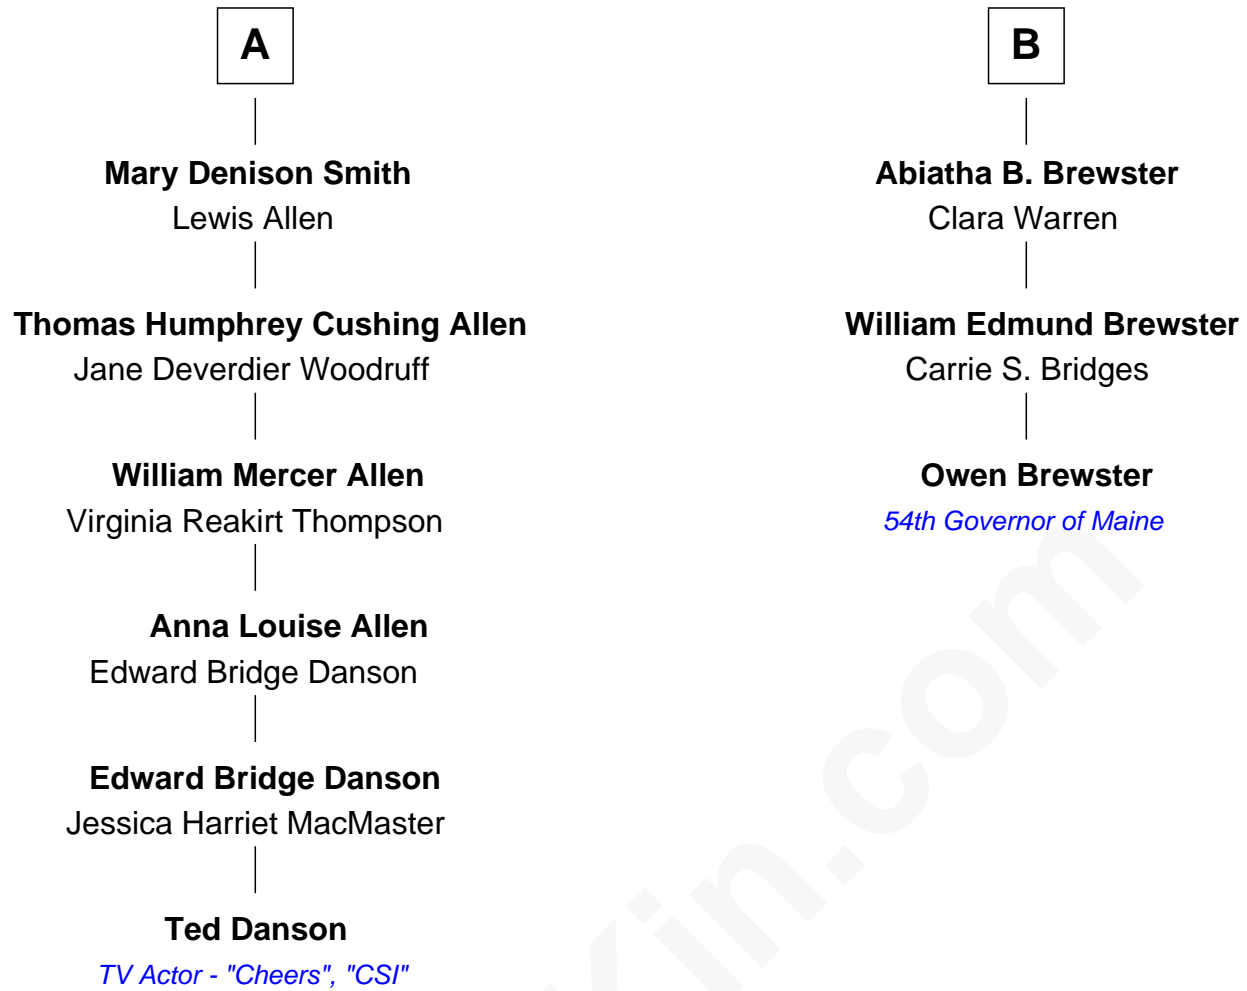 A
Mary Denison Smith
Lewis Allen
Thomas Humphrey Cushing Allen
Jane Deverdier Woodruff
William Mercer Allen
Virginia Reakirt Thompson
Anna Louise Allen
Edward Bridge Danson
Edward Bridge Danson
Jessica Harriet MacMaster
Ted Danson
TV Actor - "Cheers", "CSI"
B
Abiatha B. Brewster
Clara Warren
William Edmund Brewster
Carrie S. Bridges
Owen Brewster
54th Governor of Maine
Kin.com